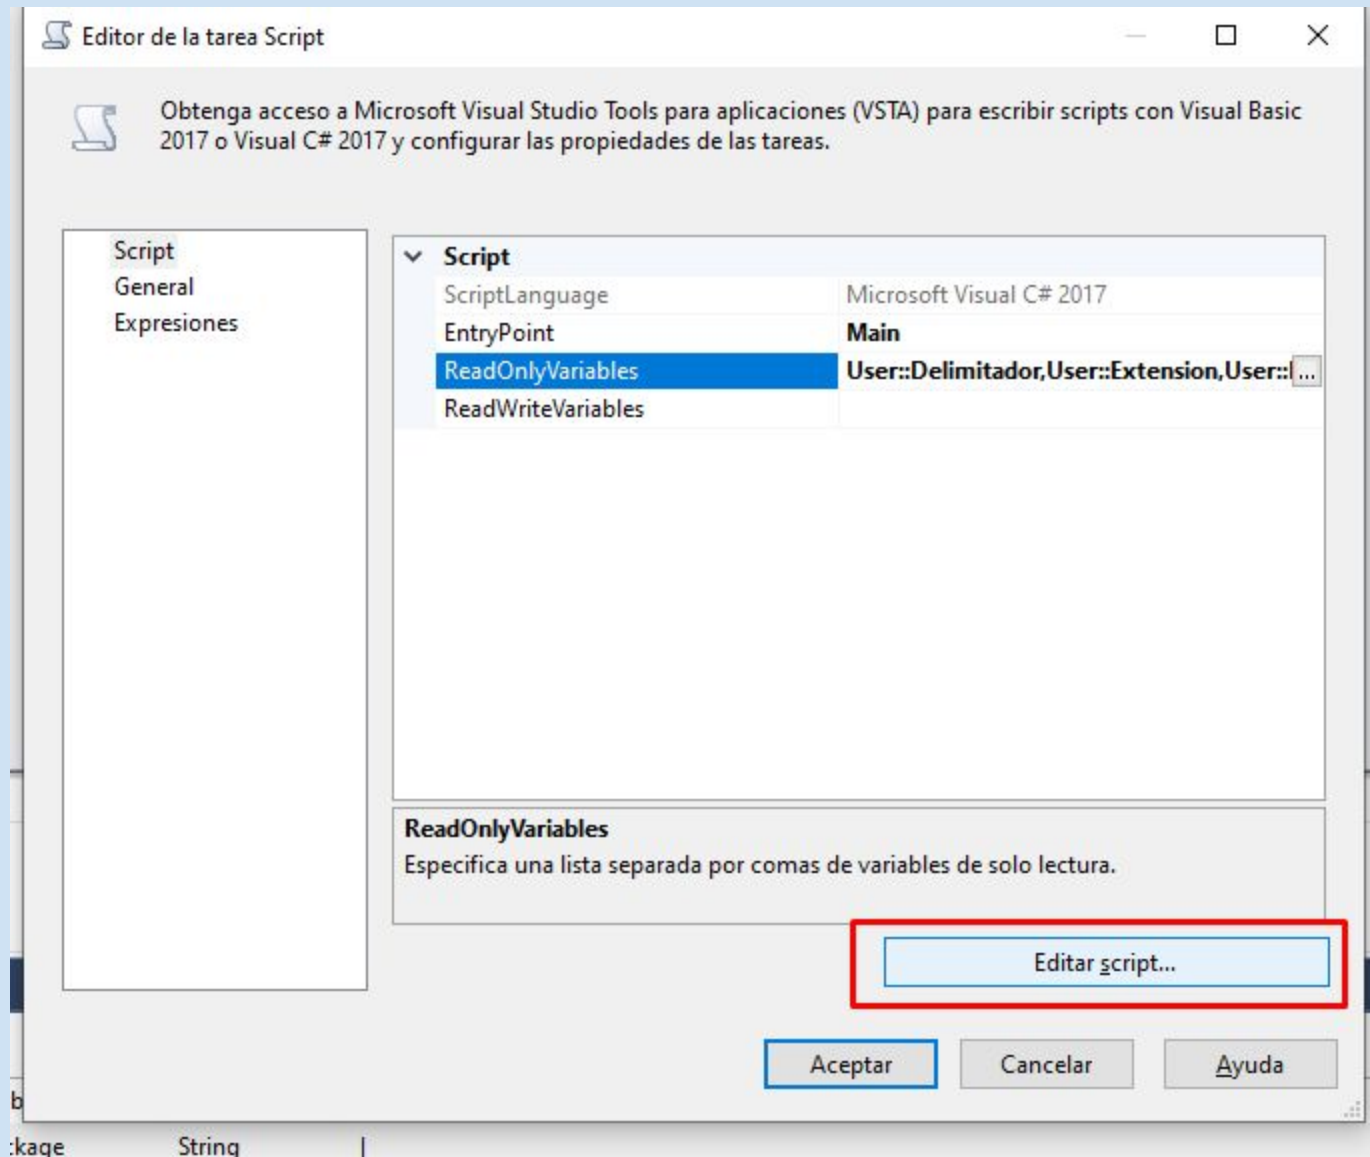 Editor de la tarea Script
Obtenga acceso a Microsoft Visual Studio Tools para aplicaciones (VSTA) para escribir scripts con Visual Basic
2017 o Visual C# 2017 y configurar las propiedades de las tareas.
Script
General
Expresiones
Script
ScriptLanguage Microsoft Visual C# 2017
EntryPoint Main
ReadOnlyVariables User::Delimitador,User::Extension,User:: ...
ReadWriteVariables
ReadOnlyVariables
Especifica una lista separada por comas de variables de solo lectura.
Editar script...
Aceptar Cancelar Ayuda
String |